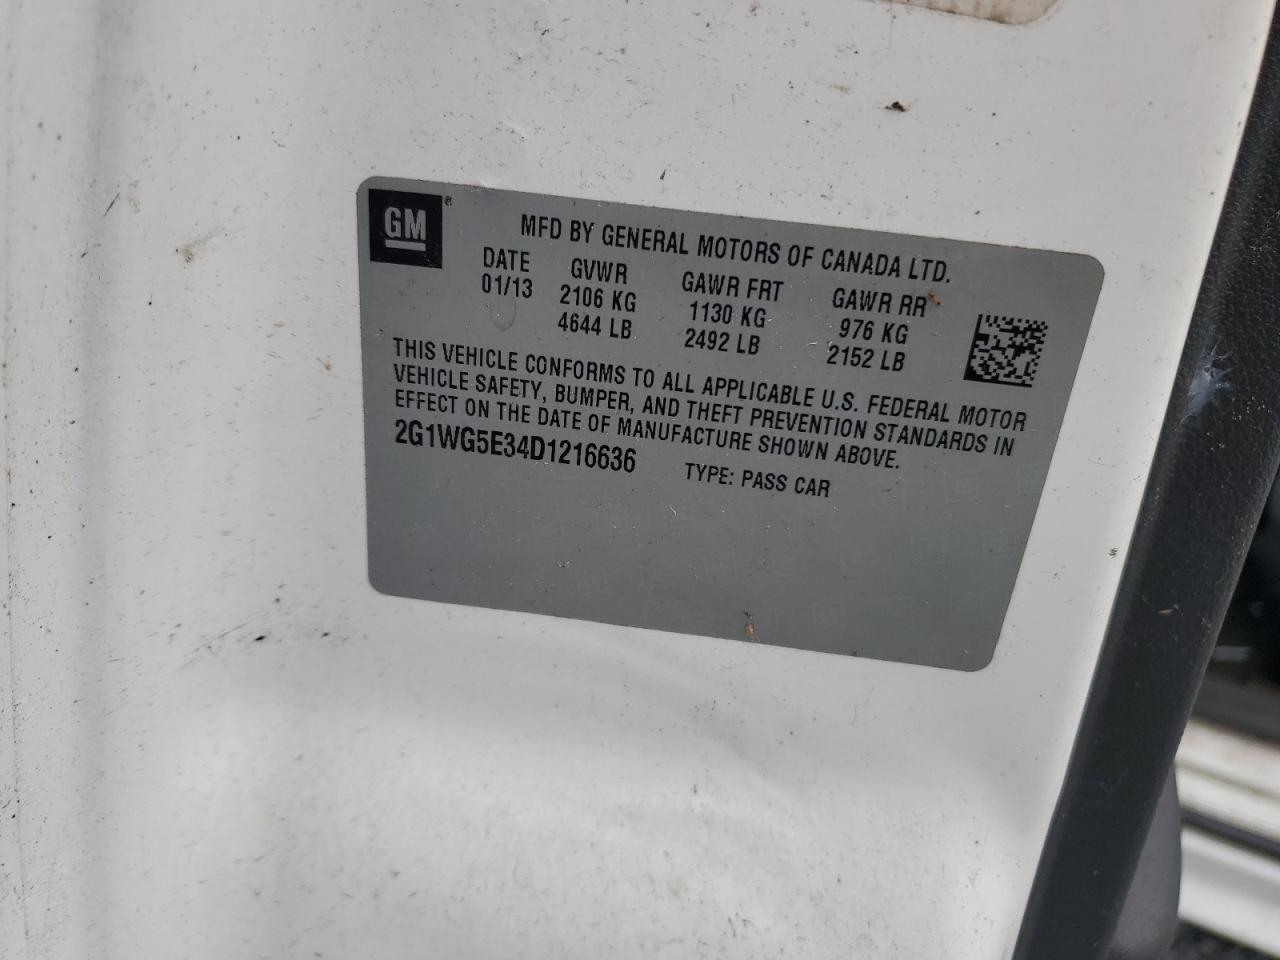 GM®
MFD BY GENERAL MOTORS OF CANADA LTD.
DATE GVWR GAWR FRT GAWR RR
01/13 2106 KG 1130 KG 976 KG
4644 LB 2492 LB 2152 LB
THIS VEHICLE CONFORMS TO ALL APPLICABLE U.S. FEDERAL MOTOR
VEHICLE SAFETY, BUMPER, AND THEFT PREVENTION STANDARDS IN
EFFECT ON THE DATE OF MANUFACTURE SHOWN ABOVE.
2G1WG5E34D1216636 TYPE: PASS CAR